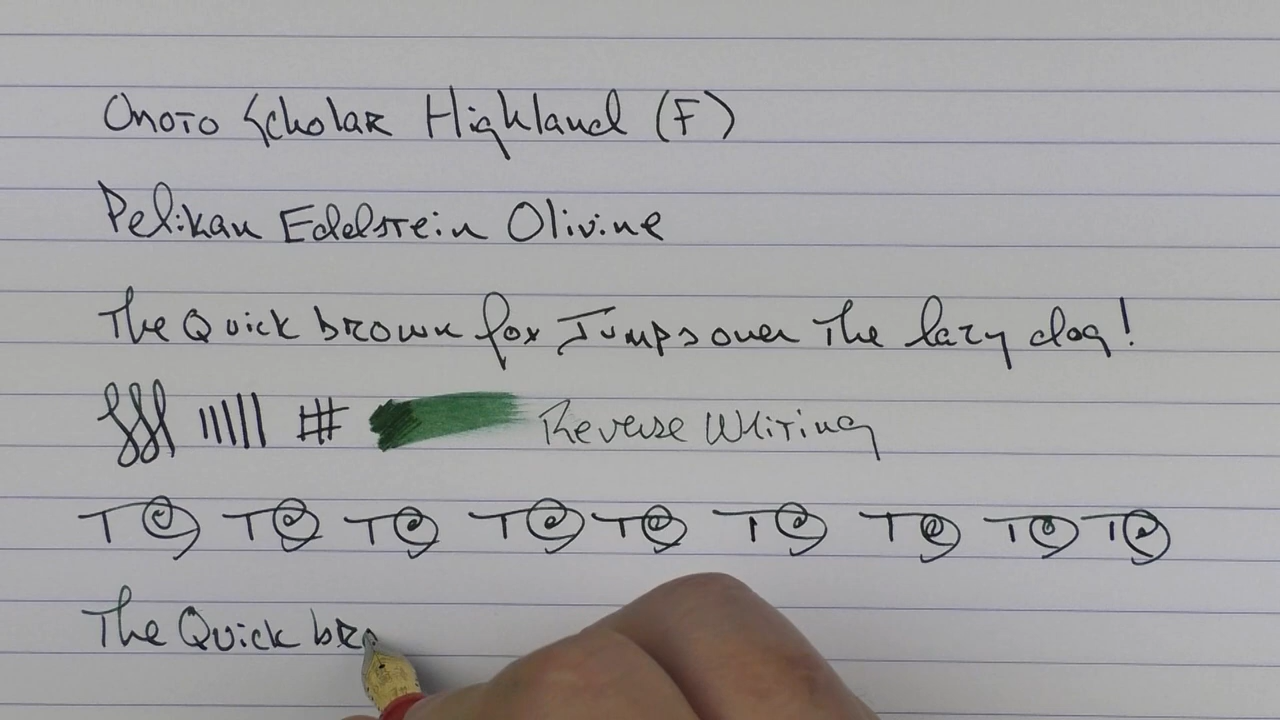 Onoto Scholar Highland (F)
Pelikan Edelstein Olivine
The Quick brown fox Jumps over The lazy dog!
Reverse Writing
The Quick bro